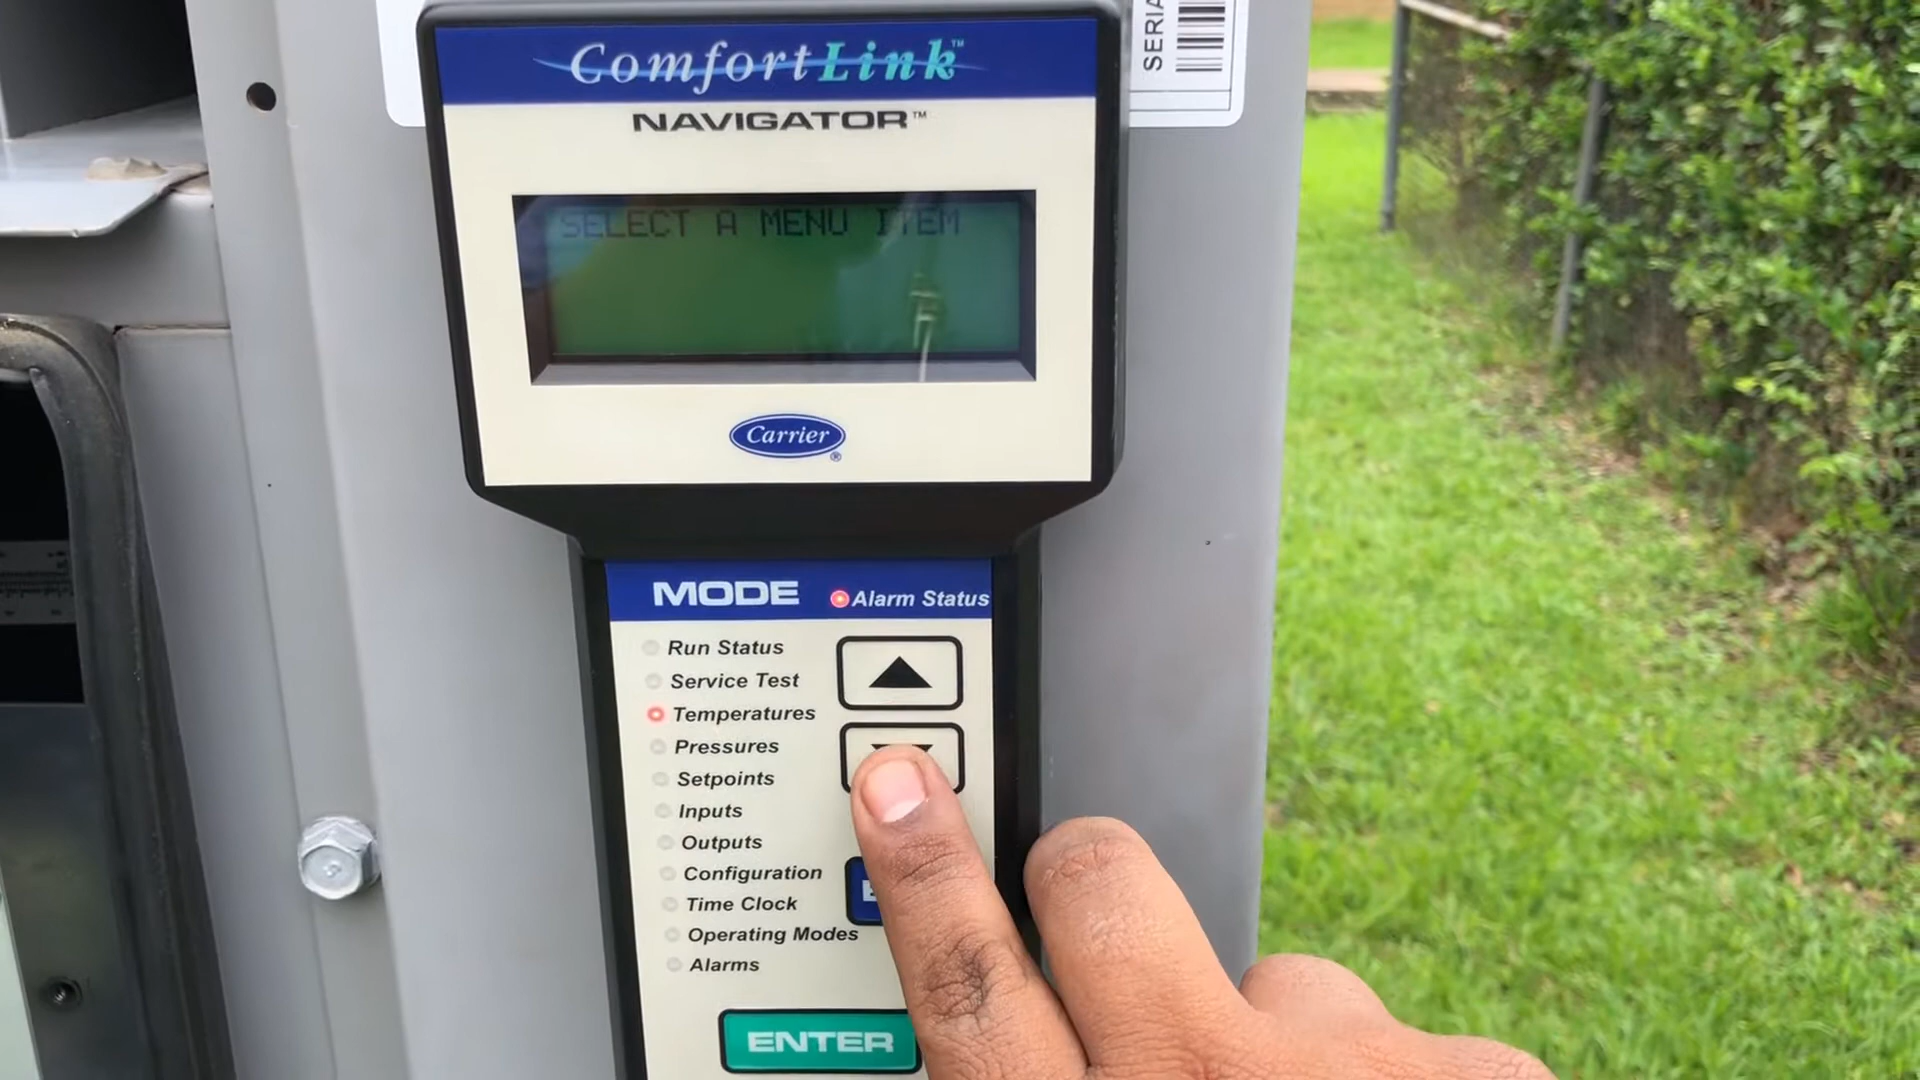 ComfortLink™
SERIA
NAVIGATOR™
SELECT A MENU ITEM
Carrier
®
MODE
Alarm Status
Run Status
Service Test
Temperatures
Pressures
Setpoints
Inputs
Outputs
Configuration
Time Clock
Operating Modes
Alarms
ENTER